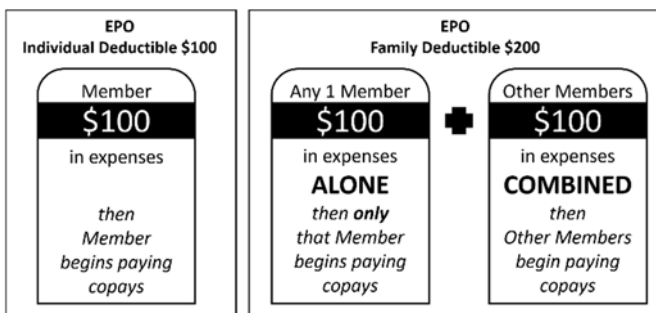 EPO
Individual Deductible $100
Member
$100
in expenses
then
Member
begins paying
copays
EPO
Family Deductible $200
Any 1 Member
$100
in expenses
ALONE
then only
that Member
begins paying
copays
Other Members
$100
in expenses
COMBINED
then
Other Members
begin paying
copays